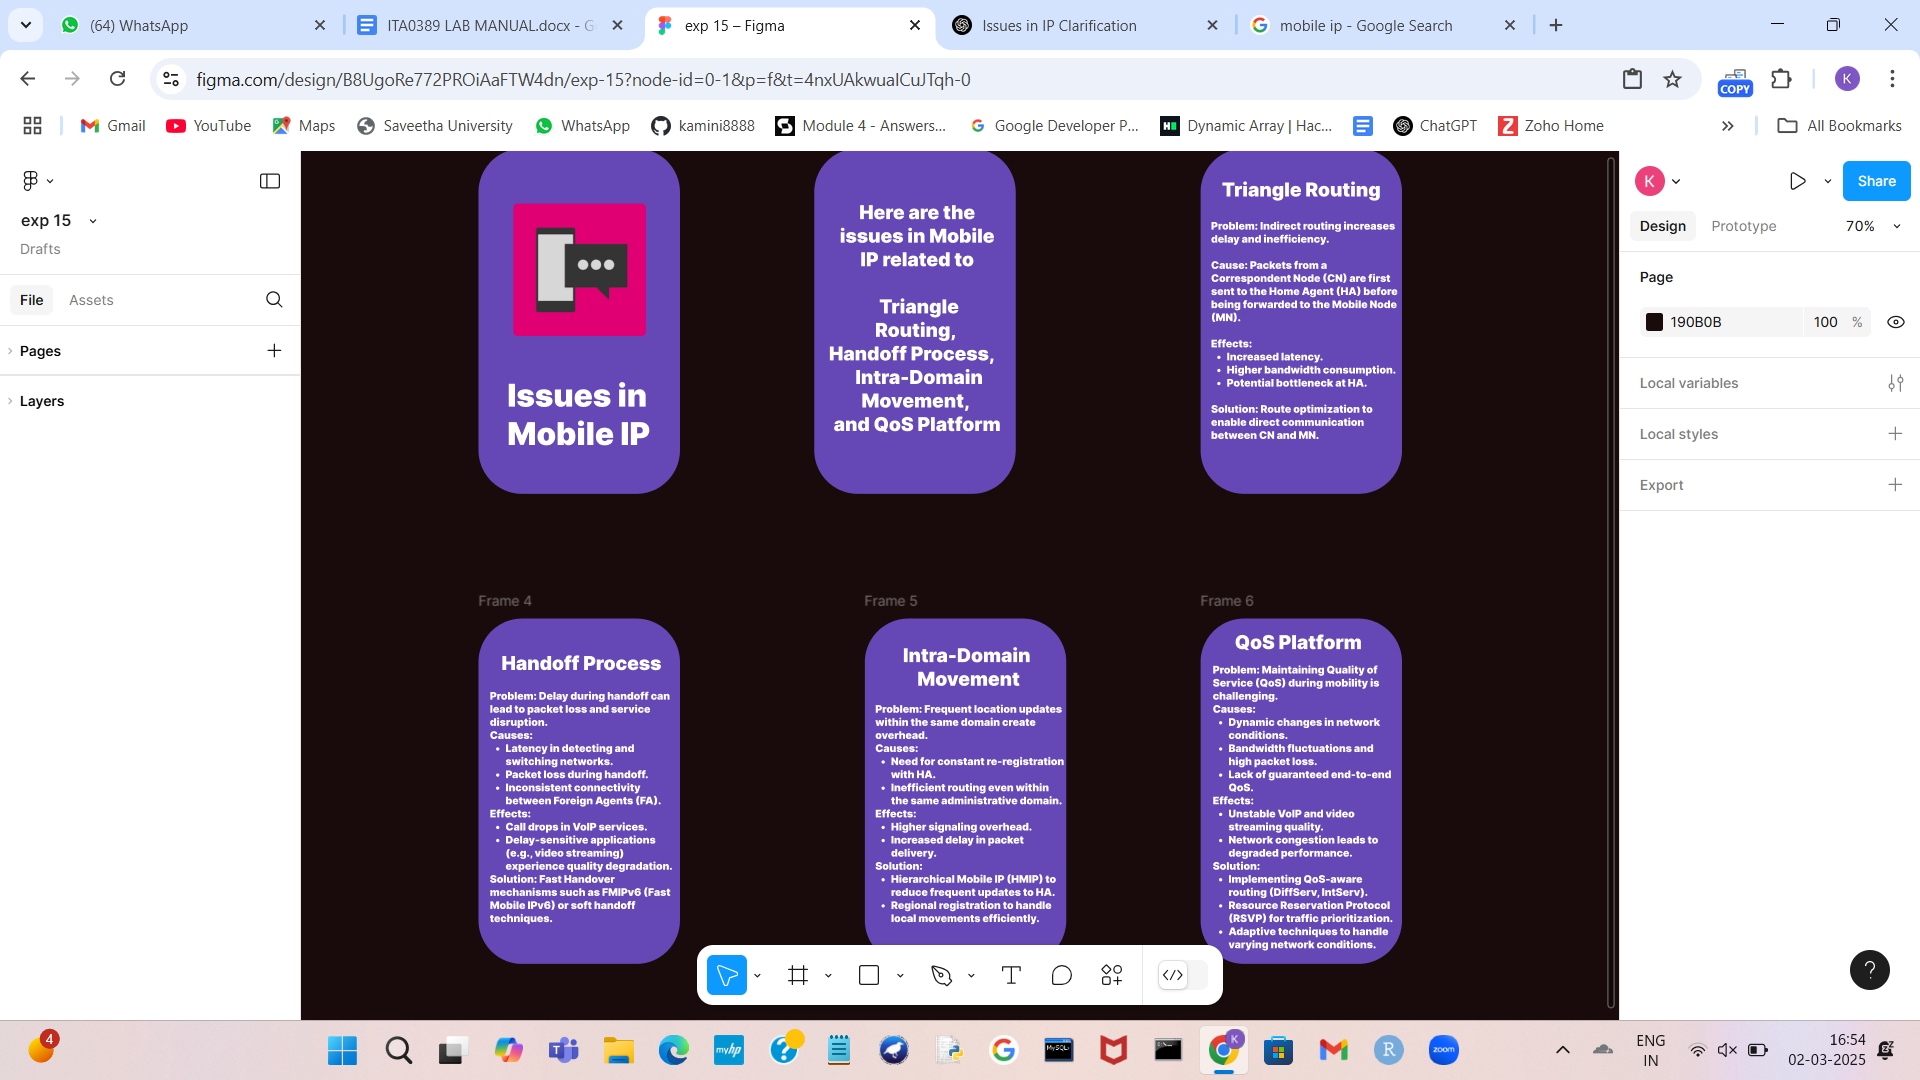 (64) WhatsApp
ITA0389 LAB MANUAL.docx - G
exp 15 – Figma
Issues in IP Clarification
mobile ip - Google Search
figma.com/design/B8UgoRe772PROiAaFTW4dn/exp-15?node-id=0-1&p=f&t=4nxUAkwuaICuJTqh-0
COPY
K
Gmail
YouTube
Maps
Saveetha University
WhatsApp
kamini8888
Module 4 - Answers...
Google Developer P...
Dynamic Array | Hac...
ChatGPT
Zoho Home
All Bookmarks
exp 15
Drafts
File
Assets
Pages
Layers
Issues in
Mobile IP
Here are the
issues in Mobile
IP related to
Triangle
Routing,
Handoff Process,
Intra-Domain
Movement,
and QoS Platform
Triangle Routing
Problem: Indirect routing increases
delay and inefficiency.
Cause: Packets from a
Correspondent Node (CN) are first
sent to the Home Agent (HA) before
being forwarded to the Mobile Node
(MN).
Effects:
• Increased latency.
• Higher bandwidth consumption.
• Potential bottleneck at HA.
Solution: Route optimization to
enable direct communication
between CN and MN.
Frame 4
Handoff Process
Problem: Delay during handoff can
lead to packet loss and service
disruption.
Causes:
• Latency in detecting and
switching networks.
• Packet loss during handoff.
• Inconsistent connectivity
between Foreign Agents (FA).
Effects:
• Call drops in VoIP services.
• Delay-sensitive applications
(e.g., video streaming)
experience quality degradation.
Solution: Fast Handover
mechanisms such as FMIPv6 (Fast
Mobile IPv6) or soft handoff
techniques.
Frame 5
Intra-Domain
Movement
Problem: Frequent location updates
within the same domain create
overhead.
Causes:
• Need for constant re-registration
with HA.
• Inefficient routing even within
the same administrative domain.
Effects:
• Higher signaling overhead.
• Increased delay in packet
delivery.
Solution:
• Hierarchical Mobile IP (HMIP) to
reduce frequent updates to HA.
• Regional registration to handle
local movements efficiently.
Frame 6
QoS Platform
Problem: Maintaining Quality of
Service (QoS) during mobility is
challenging.
Causes:
• Dynamic changes in network
conditions.
• Bandwidth fluctuations and
high packet loss.
• Lack of guaranteed end-to-end
QoS.
Effects:
• Unstable VoIP and video
streaming quality.
• Network congestion leads to
degraded performance.
Solution:
• Implementing QoS-aware
routing (DiffServ, IntServ).
• Resource Reservation Protocol
(RSVP) for traffic prioritization.
• Adaptive techniques to handle
varying network conditions.
K
Share
Design
Prototype
70%
Page
190B0B
100
%
Local variables
Local styles
Export
?
4
myhp
zoom
ENG
IN
16:54
02-03-2025